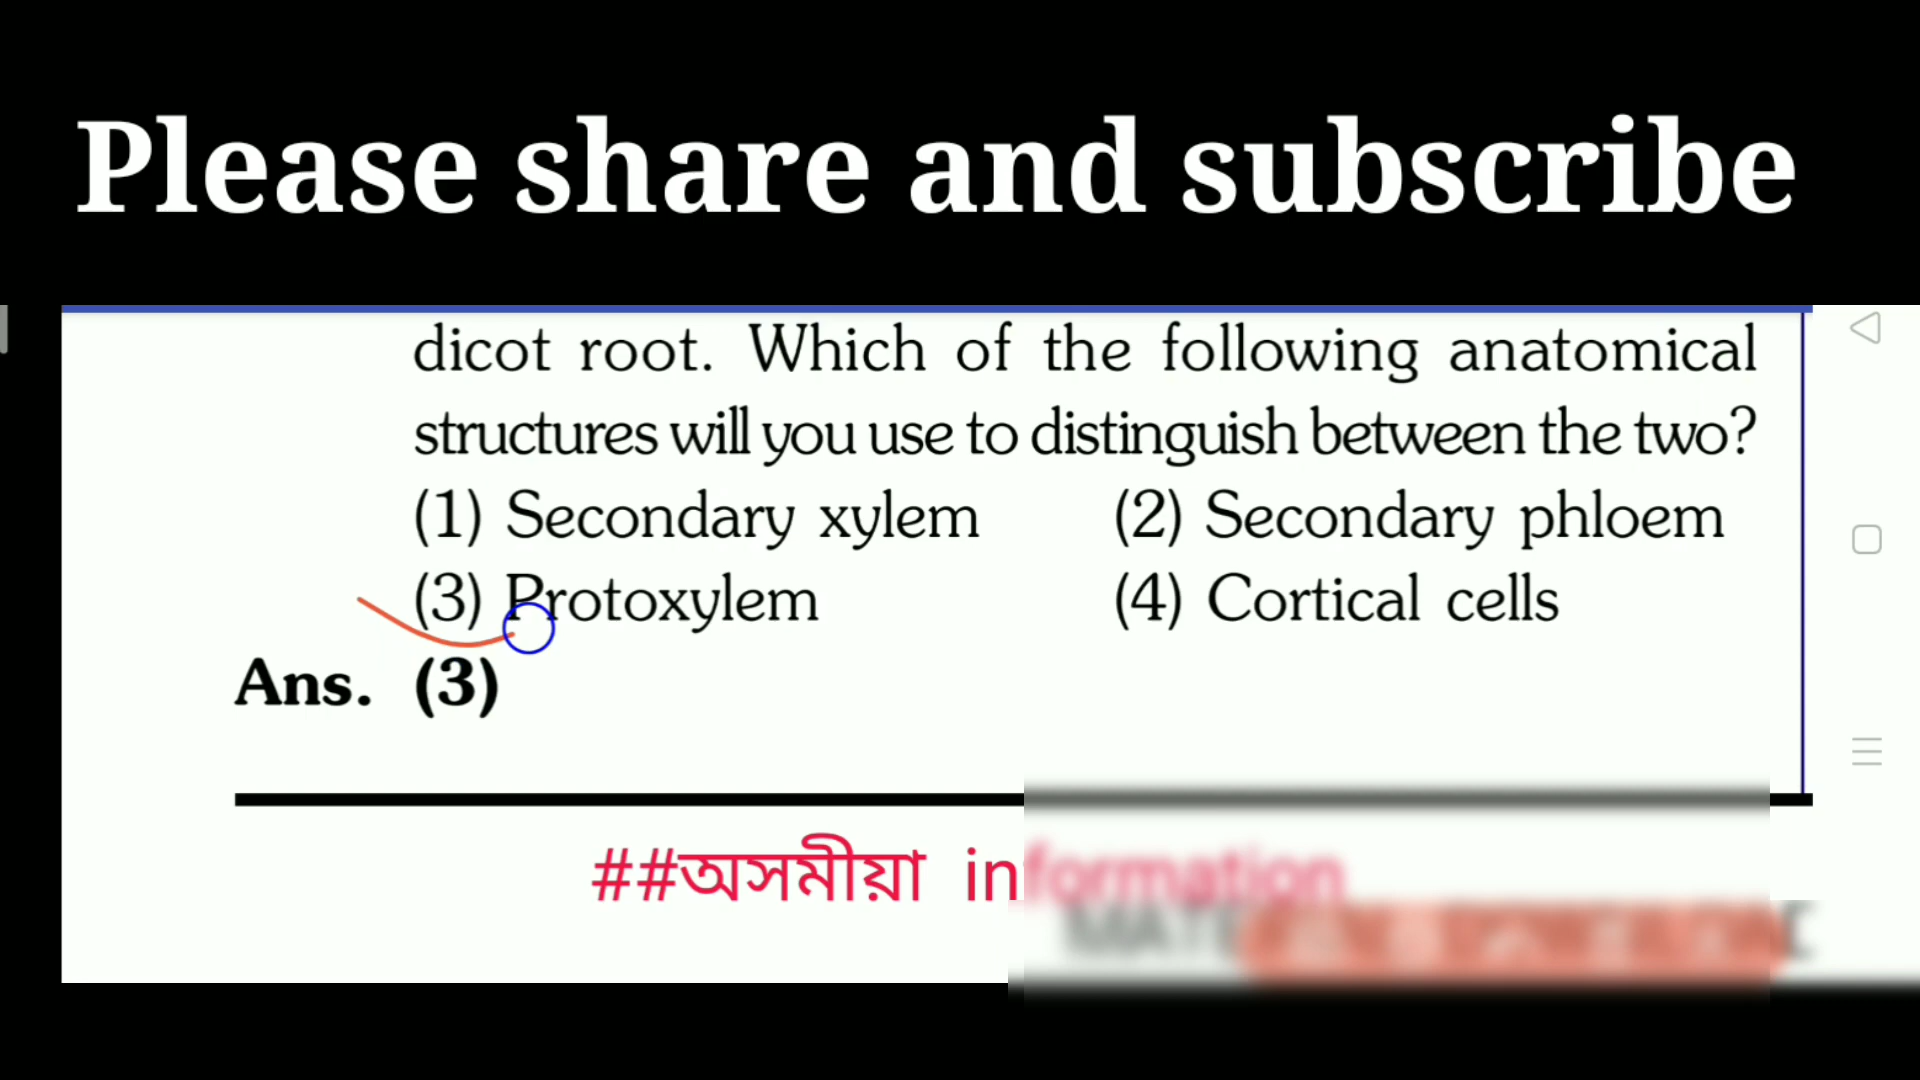 Please share and subscribe
dicot root. Which of the following anatomical
structures will you use to distinguish between the two?
(1) Secondary xylem (2) Secondary phloem
(3) Protoxylem (4) Cortical cells
Ans. (3)
##অসমীয়া information